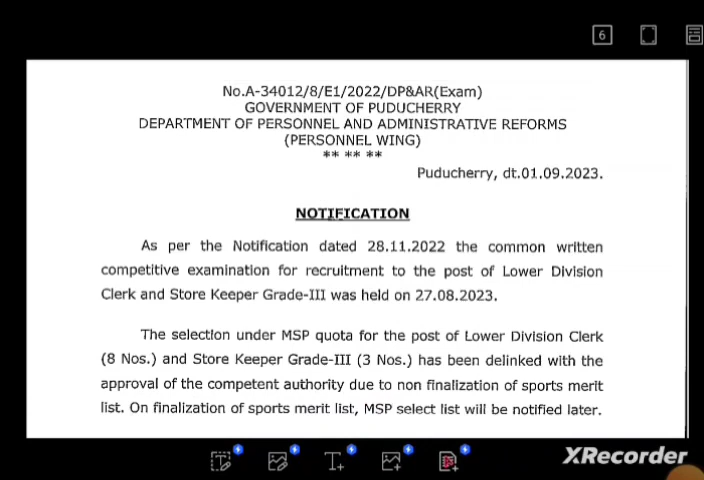 6
No.A-34012/8/E1/2022/DP&AR(Exam)
GOVERNMENT OF PUDUCHERRY
DEPARTMENT OF PERSONNEL AND ADMINISTRATIVE REFORMS
(PERSONNEL WING)
** ** **
Puducherry, dt.01.09.2023.
NOTIFICATION
As per the Notification dated 28.11.2022 the common written
competitive examination for recruitment to the post of Lower Division
Clerk and Store Keeper Grade-III was held on 27.08.2023.
The selection under MSP quota for the post of Lower Division Clerk
(8 Nos.) and Store Keeper Grade-III (3 Nos.) has been delinked with the
approval of the competent authority due to non finalization of sports merit
list. On finalization of sports merit list, MSP select list will be notified later.
XRecorder